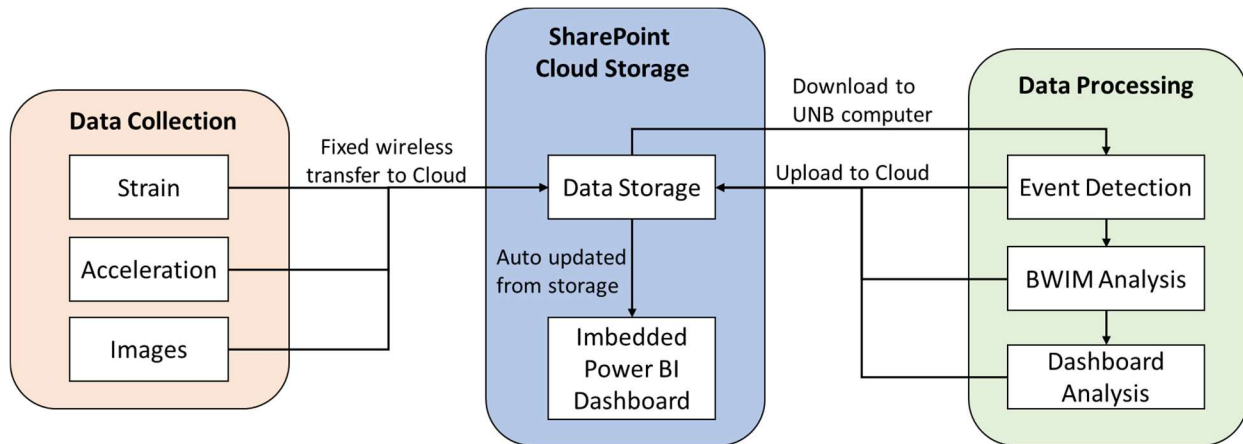 Data Collection
Strain
Acceleration
Images
Fixed wireless
transfer to Cloud
SharePoint
Cloud Storage
Data Storage
Auto updated
from storage
Imbedded
Power BI
Dashboard
Download to
UNB computer
Upload to Cloud
Data Processing
Event Detection
BWIM Analysis
Dashboard
Analysis